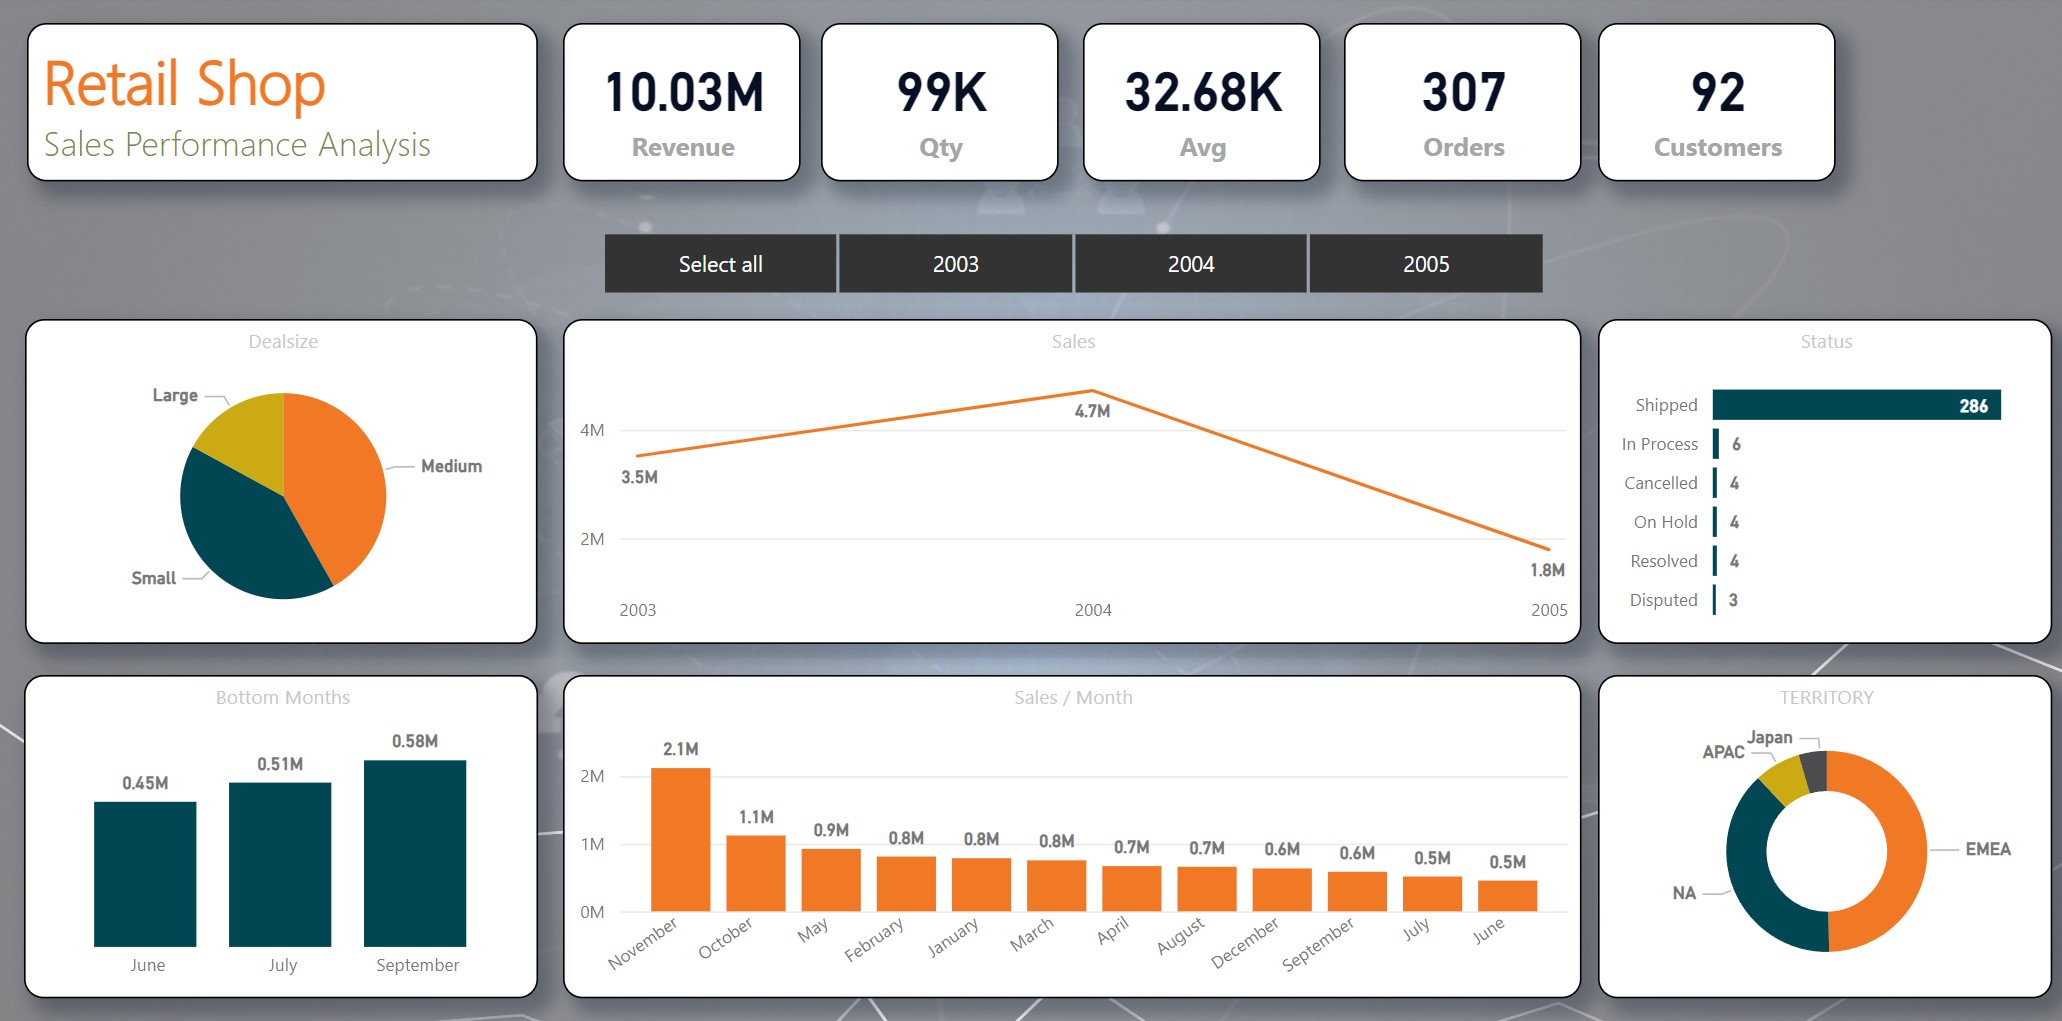 Retail Shop
Sales Performance Analysis
10.03M
Revenue
99K
Qty
32.68K
Avg
307
Orders
92
Customers
Select all
2003
2004
2005
Dealsize
Large
Medium
Small
Sales
4M
2M
3.5M
4.7M
1.8M
2003
2004
2005
Status
Shipped 286
In Process 6
Cancelled 4
On Hold 4
Resolved 4
Disputed 3
Bottom Months
0.45M
0.51M
0.58M
June
July
September
Sales / Month
2M
1M
0M
2.1M
1.1M
0.9M
0.8M
0.8M
0.8M
0.7M
0.7M
0.6M
0.6M
0.5M
0.5M
November
October
May
February
January
March
April
August
December
September
July
June
TERRITORY
Japan
APAC
EMEA
NA